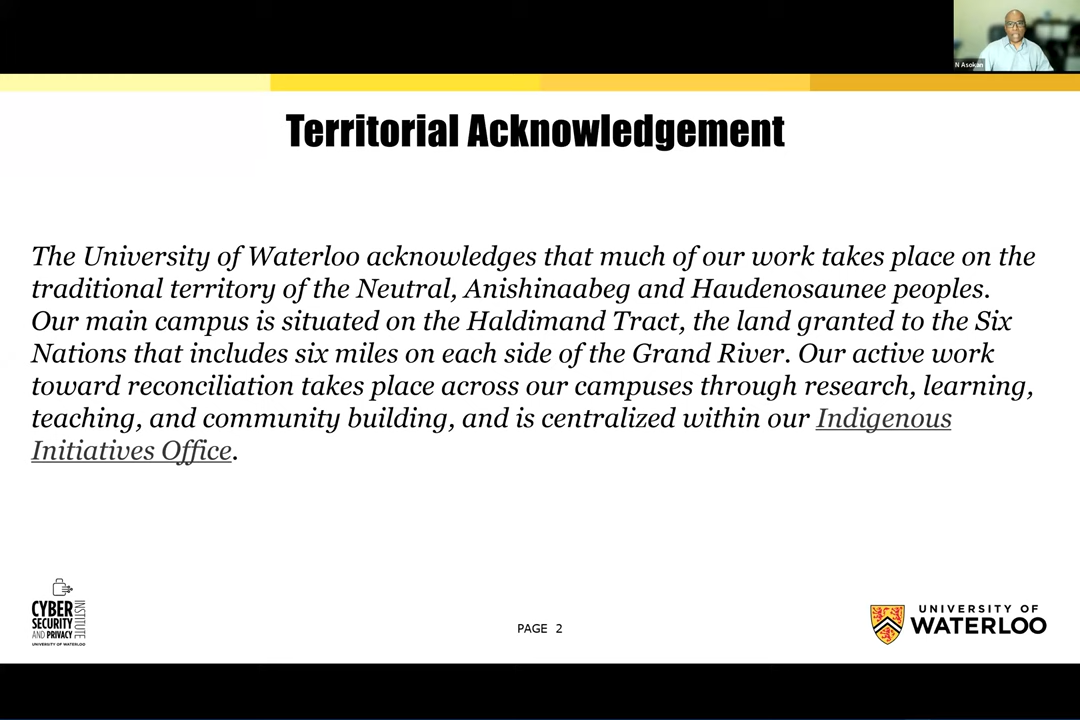 N Asokan
Territorial Acknowledgement
The University of Waterloo acknowledges that much of our work takes place on the
traditional territory of the Neutral, Anishinaabeg and Haudenosaunee peoples.
Our main campus is situated on the Haldimand Tract, the land granted to the Six
Nations that includes six miles on each side of the Grand River. Our active work
toward reconciliation takes place across our campuses through research, learning,
teaching, and community building, and is centralized within our Indigenous
Initiatives Office.
CYBER
SECURITY
AND PRIVACY
INSTITUTE
UNIVERSITY OF WATERLOO
PAGE 2
UNIVERSITY OF
WATERLOO